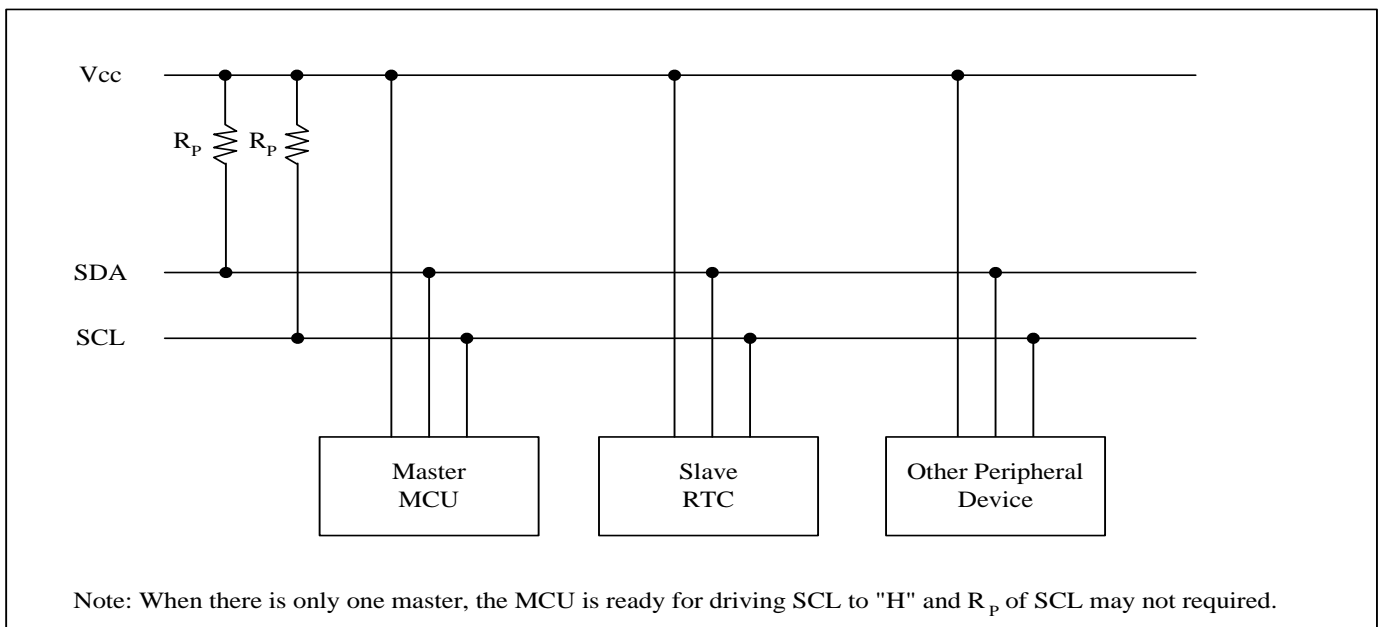 Vcc
R_P R_P
SDA
SCL
Master
MCU
Slave
RTC
Other Peripheral
Device
Note: When there is only one master, the MCU is ready for driving SCL to "H" and R_P of SCL may not required.